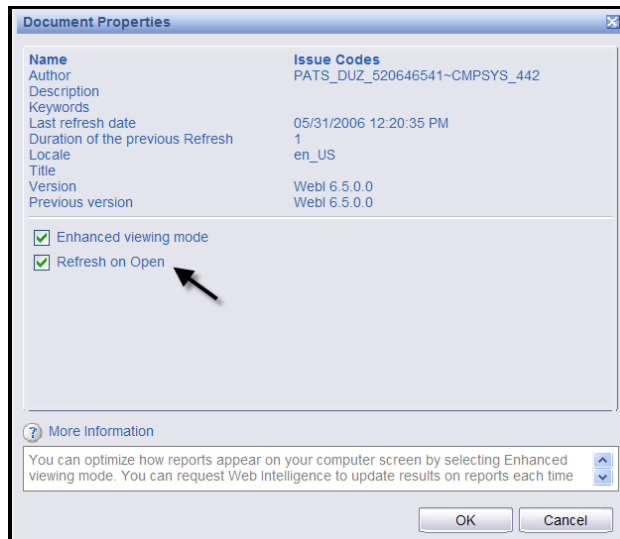 Document Properties
Name Issue Codes
Author PATS_DUZ_520646541~CMPSYS_442
Description
Keywords
Last refresh date 05/31/2006 12:20:35 PM
Duration of the previous Refresh 1
Locale en_US
Title
Version WebI 6.5.0.0
Previous version WebI 6.5.0.0
Enhanced viewing mode
Refresh on Open
? More Information
You can optimize how reports appear on your computer screen by selecting Enhanced
viewing mode. You can request Web Intelligence to update results on reports each time
OK Cancel